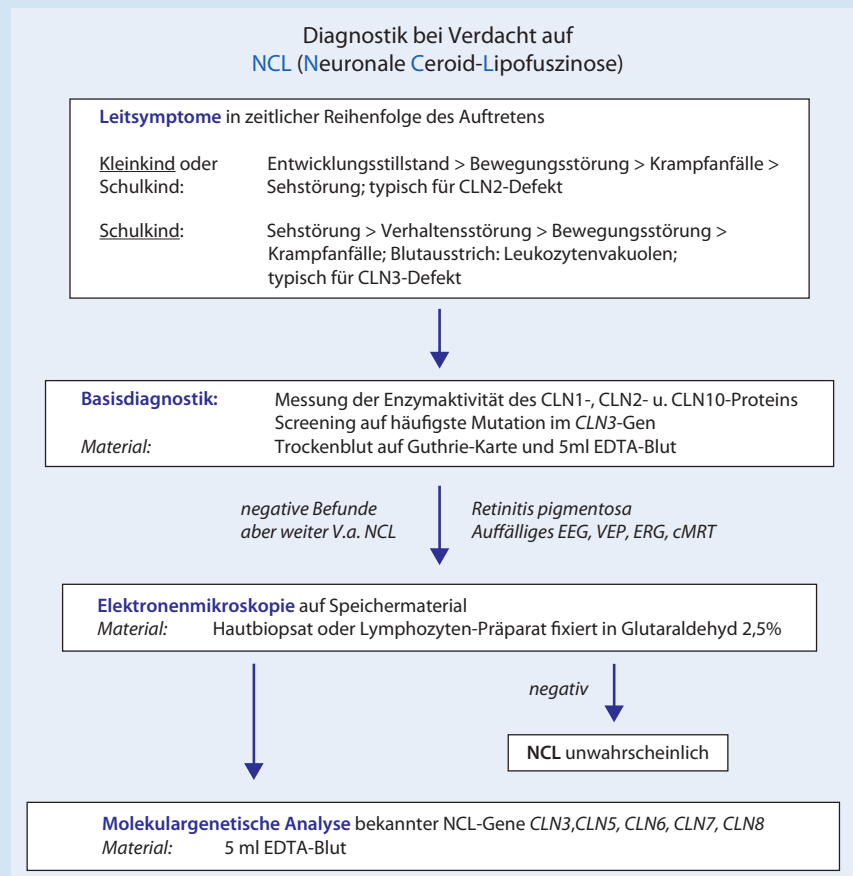 Diagnostik bei Verdacht auf
NCL (Neuronale Ceroid-Lipofuszinose)
Leitsymptome in zeitlicher Reihenfolge des Auftretens
Kleinkind oder Entwicklungsstillstand > Bewegungsstörung > Krampfanfälle >
Schulkind: Sehstörung; typisch für CLN2-Defekt
Schulkind: Sehstörung > Verhaltensstörung > Bewegungsstörung >
Krampfanfälle; Blutausstrich: Leukozytenvakuolen;
typisch für CLN3-Defekt
Basisdiagnostik: Messung der Enzymaktivität des CLN1-, CLN2- u. CLN10-Proteins
Screening auf häufigste Mutation im CLN3-Gen
Material: Trockenblut auf Guthrie-Karte und 5ml EDTA-Blut
negative Befunde
aber weiter V.a. NCL
Retinitis pigmentosa
Auffälliges EEG, VEP, ERG, cMRT
Elektronenmikroskopie auf Speichermaterial
Material: Hautbiopsat oder Lymphozyten-Präparat fixiert in Glutaraldehyd 2,5%
negativ
NCL unwahrscheinlich
Molekulargenetische Analyse bekannter NCL-Gene CLN3,CLN5, CLN6, CLN7, CLN8
Material: 5 ml EDTA-Blut